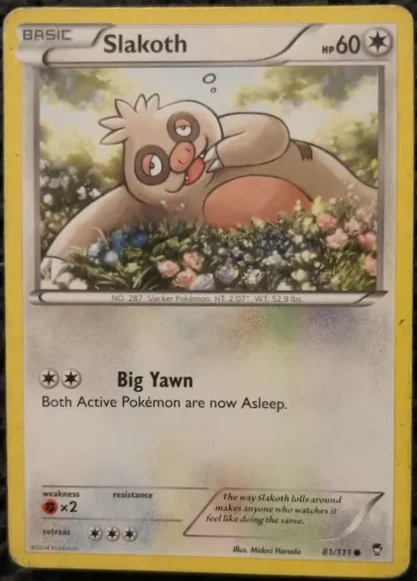 BASIC
Slakoth
HP 60
NO. 287 Slacker Pokémon HT: 2'07" WT: 52.9 lbs.
Big Yawn
Both Active Pokémon are now Asleep.
weakness
resistance
×2
retreat
The way Slakoth lolls around
makes anyone who watches it
feel like doing the same.
©2014 Pokémon
Illus. Midori Harada
81/111